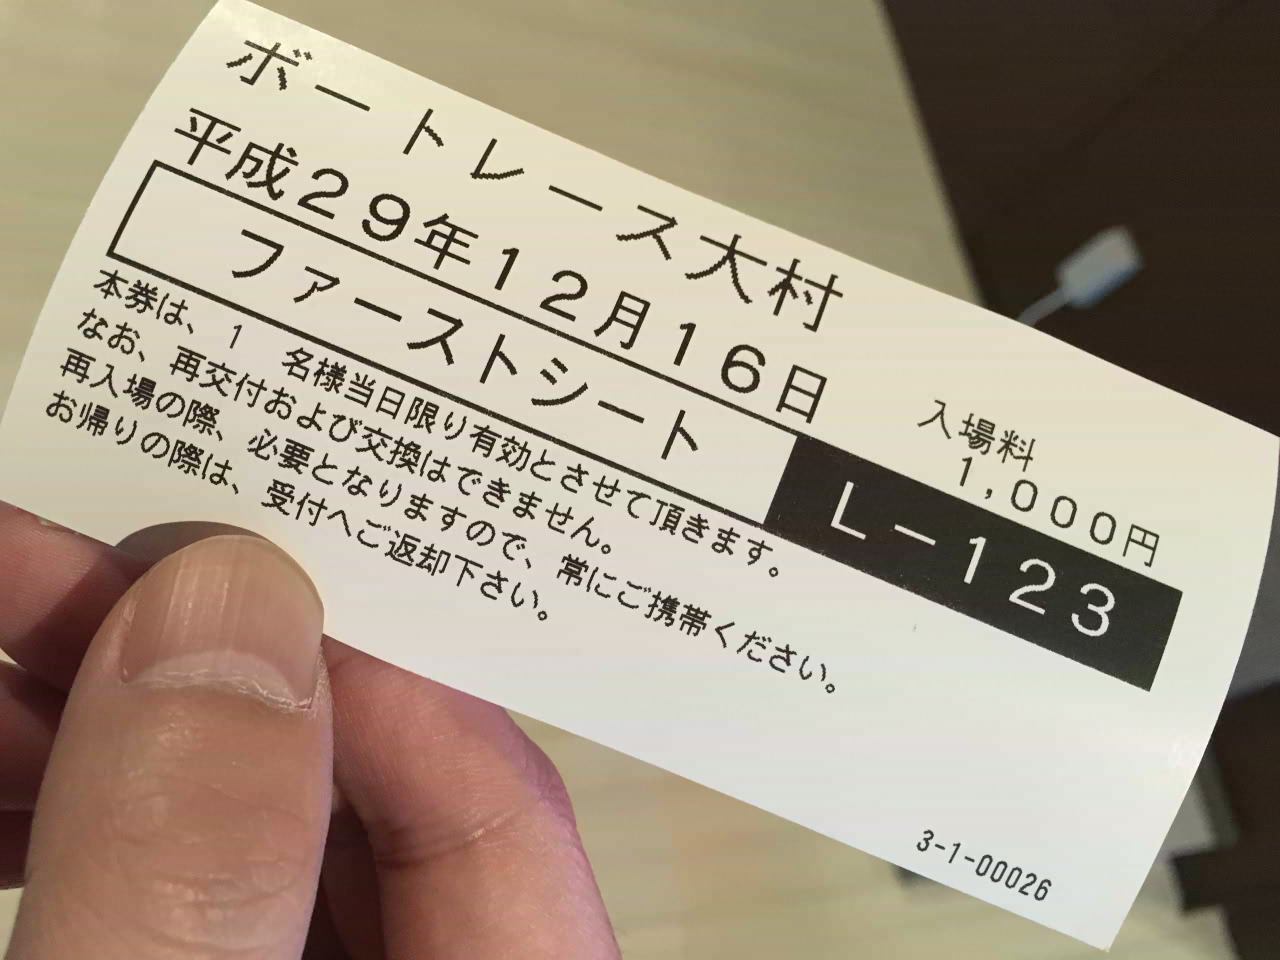 ボートレース大村
平成29年12月16日
入場料
1,000円
ファーストシート
L-123
本券は、1 名様当日限り有効とさせて頂きます。
なお、再交付および交換はできません。
再入場の際、必要となりますので、常にご携帯ください。
お帰りの際は、受付へご返却下さい。
3-1-00026